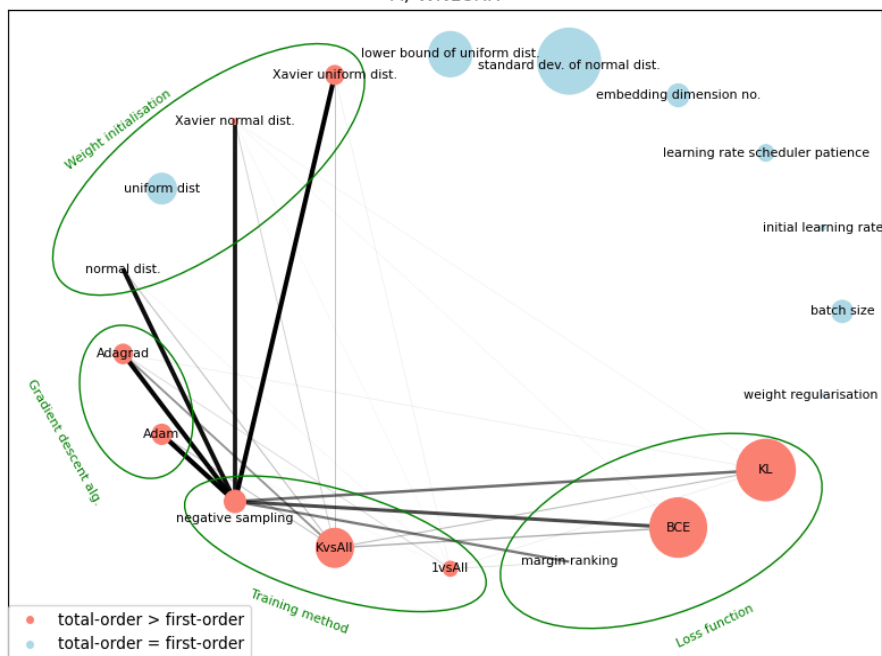 lower bound of uniform dist.
standard dev. of normal dist.
Xavier uniform dist.
embedding dimension no.
Xavier normal dist.
Weight initialisation
learning rate scheduler patience
uniform dist
initial learning rate
normal dist.
batch size
Adagrad
weight regularisation
Gradient descent alg.
Adam
KL
negative sampling
BCE
KvsAll
margin-ranking
1vsAll
Training method
Loss function
total-order > first-order
total-order = first-order